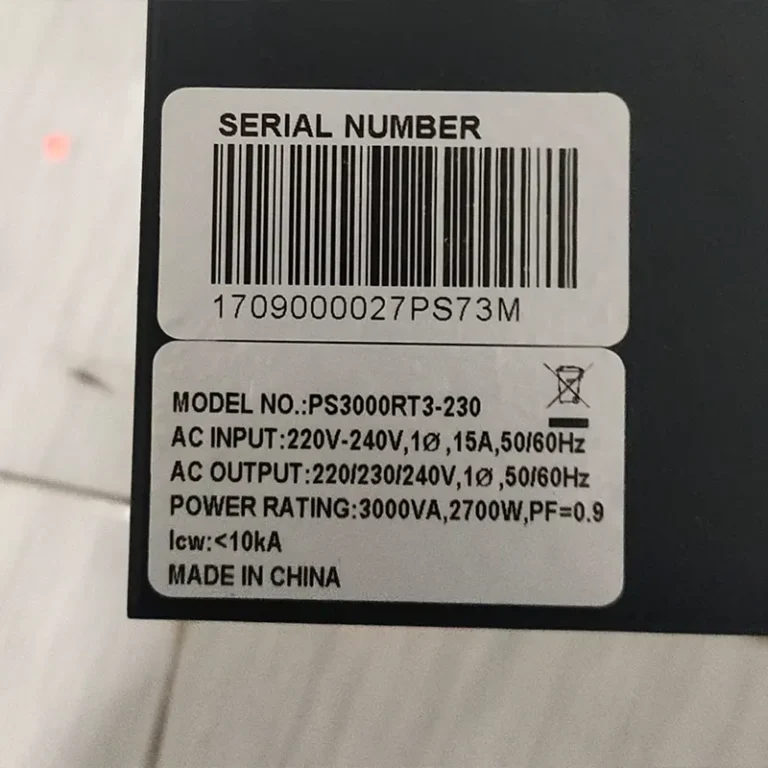 SERIAL NUMBER
1709000027PS73M
MODEL NO.:PS3000RT3-230
AC INPUT:220V-240V,1Ø,15A,50/60Hz
AC OUTPUT:220/230/240V,1Ø,50/60Hz
POWER RATING:3000VA,2700W,PF=0.9
Icw:<10kA
MADE IN CHINA